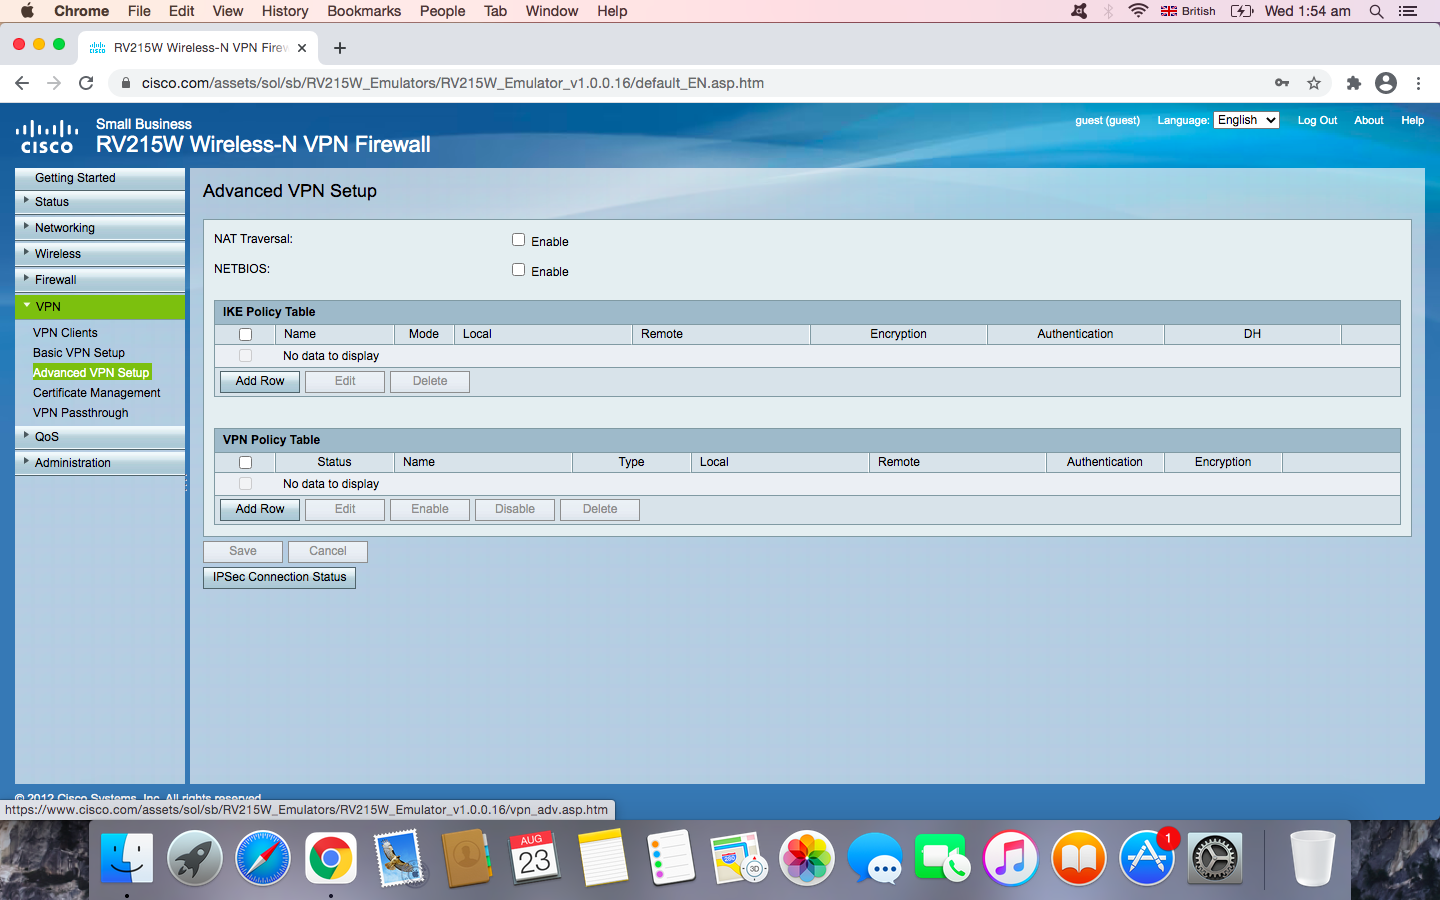 Chrome File Edit View History Bookmarks People Tab Window Help British Wed 1:54 am
RV215W Wireless-N VPN Firew
cisco.com/assets/sol/sb/RV215W_Emulators/RV215W_Emulator_v1.0.0.16/default_EN.asp.htm
CISCO
Small Business
RV215W Wireless-N VPN Firewall
guest (guest) Language: English Log Out About Help
Getting Started
Status
Networking
Wireless
Firewall
VPN
VPN Clients
Basic VPN Setup
Advanced VPN Setup
Certificate Management
VPN Passthrough
QoS
Administration
Advanced VPN Setup
NAT Traversal: Enable
NETBIOS: Enable
IKE Policy Table
Name Mode Local Remote Encryption Authentication DH
No data to display
Add Row Edit Delete
VPN Policy Table
Status Name Type Local Remote Authentication Encryption
No data to display
Add Row Edit Enable Disable Delete
Save Cancel
IPSec Connection Status
© 2012 Cisco Systems, Inc. All rights reserved.
https://www.cisco.com/assets/sol/sb/RV215W_Emulators/RV215W_Emulator_v1.0.0.16/vpn_adv.asp.htm
AUG
23
280
3D
1